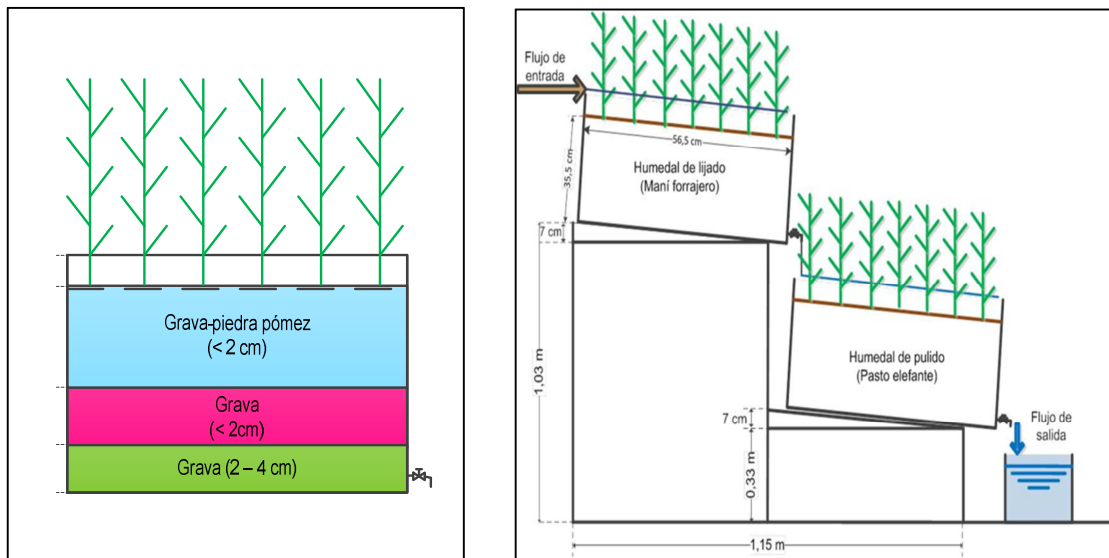 Grava-piedra pómez
(< 2 cm)
Grava
(< 2cm)
Grava (2 – 4 cm)
Flujo de
entrada
56,5 cm
35,5 cm
Humedal de lijado
(Maní forrajero)
7 cm
1,03 m
Humedal de pulido
(Pasto elefante)
7 cm
0,33 m
Flujo de
salida
1,15 m